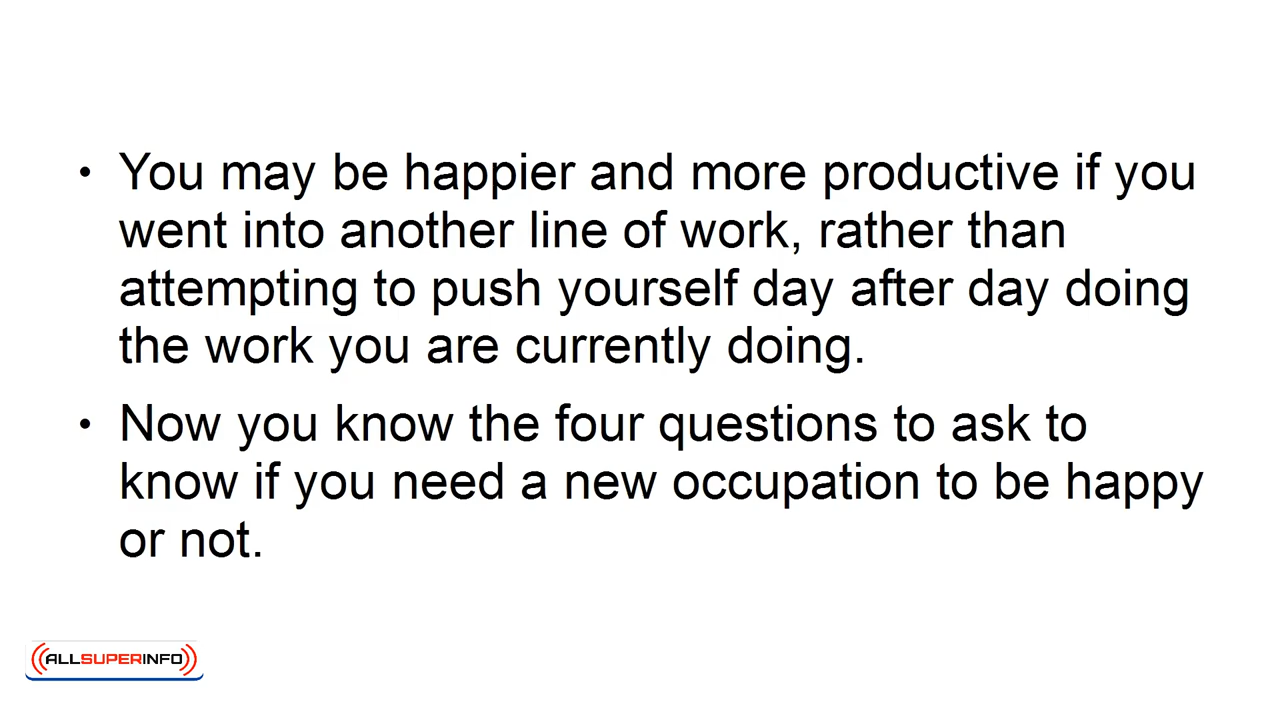 • You may be happier and more productive if you
went into another line of work, rather than
attempting to push yourself day after day doing
the work you are currently doing.
• Now you know the four questions to ask to
know if you need a new occupation to be happy
or not.
ALLSUPERINFO